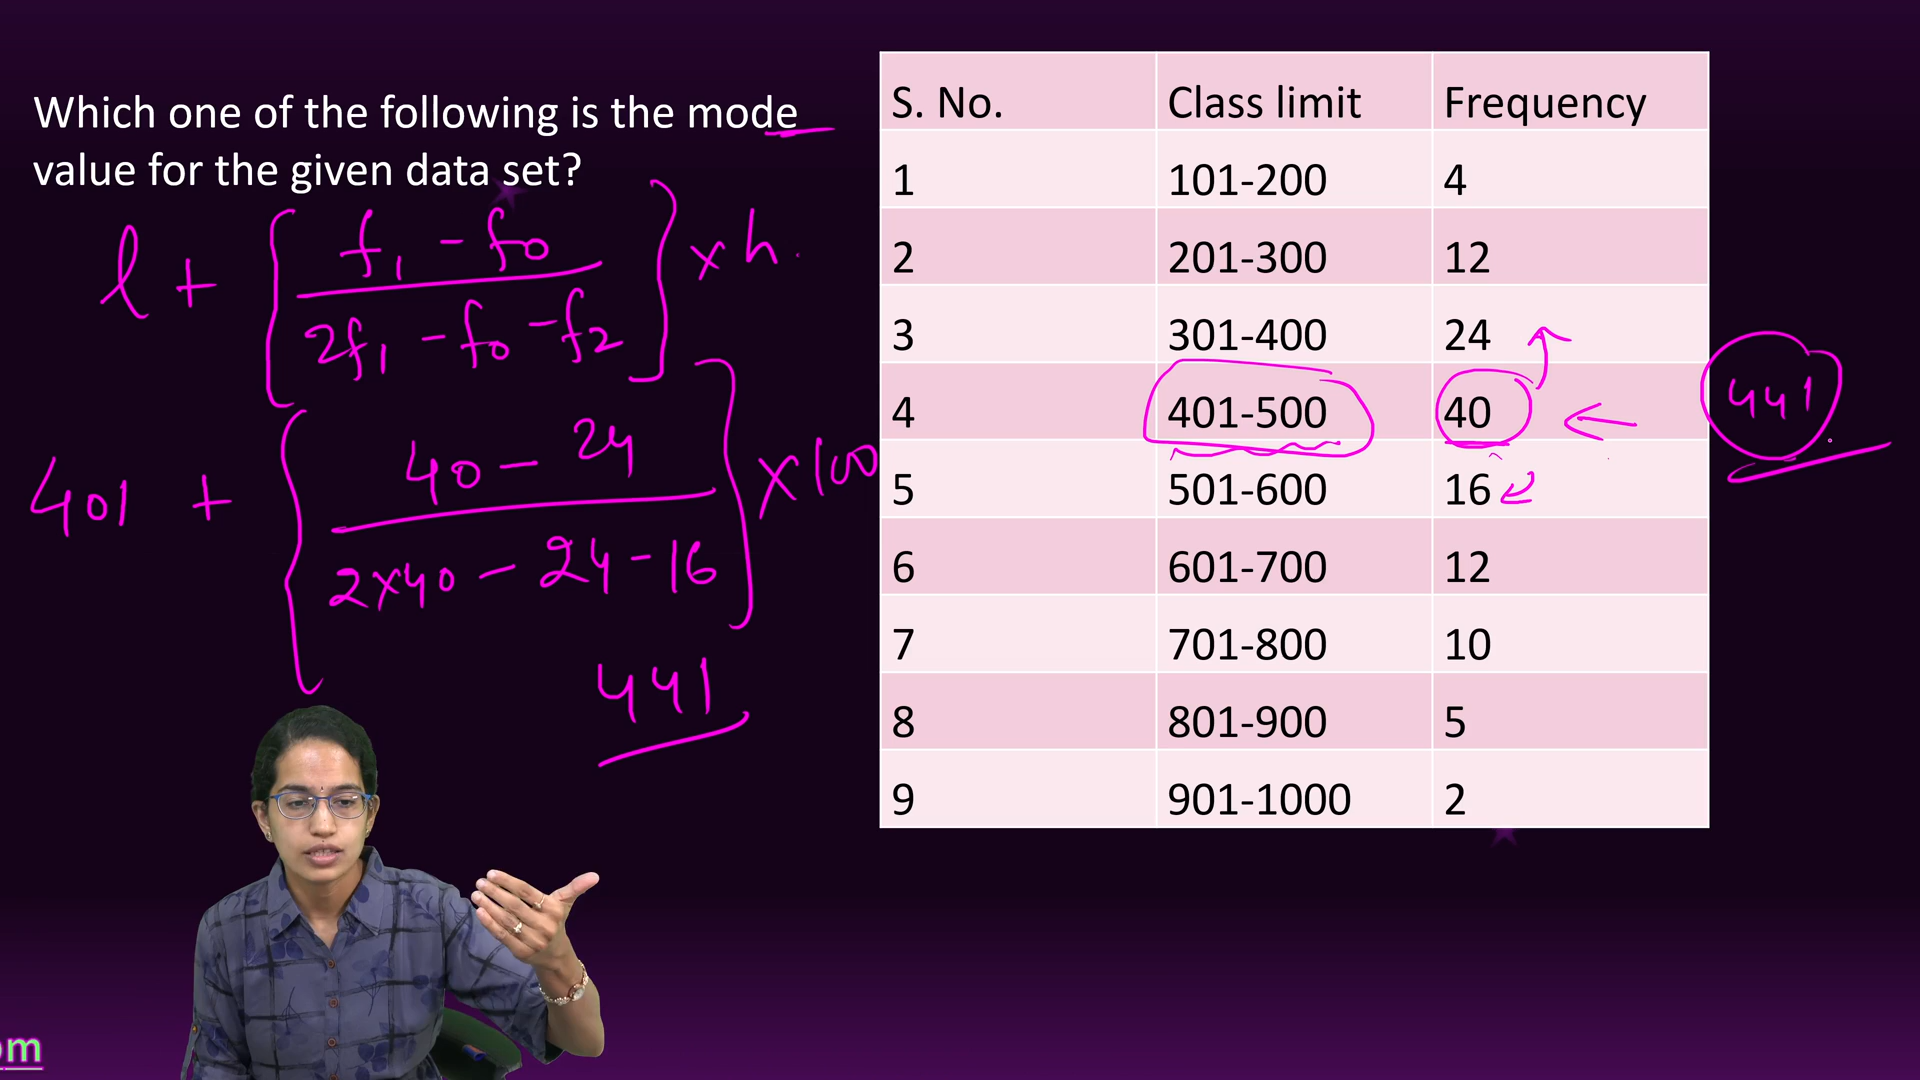 Which one of the following is the mode
value for the given data set?
l + [ f₁ - f₀ / 2f₁ - f₀ - f₂ ] × h.
401 + [ 40 - 24 / 2×40 - 24 - 16 ] ×100
441
S. No. Class limit Frequency
1 101-200 4
2 201-300 12
3 301-400 24
4 401-500 40
5 501-600 16
6 601-700 12
7 701-800 10
8 801-900 5
9 901-1000 2
441
om